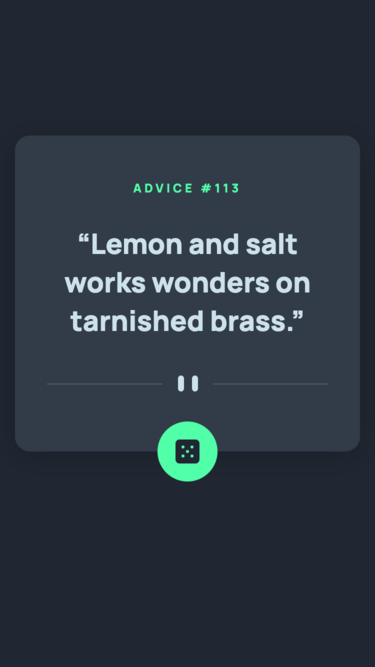 ADVICE #113
“Lemon and salt
works wonders on
tarnished brass.”